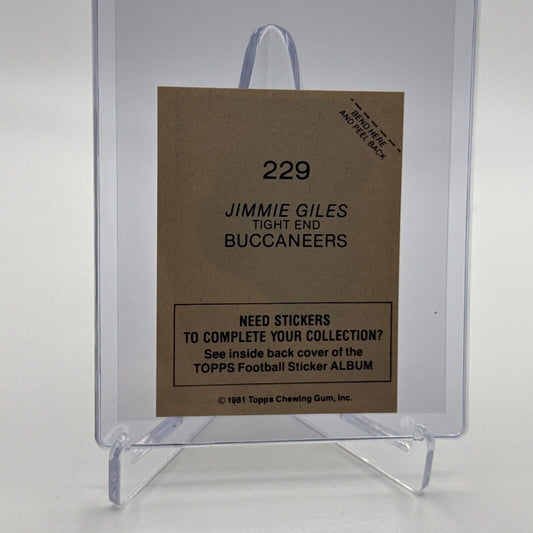 BEND HERE
AND PEEL BACK
229
JIMMIE GILES
TIGHT END
BUCCANEERS
NEED STICKERS
TO COMPLETE YOUR COLLECTION?
See inside back cover of the
TOPPS Football Sticker ALBUM
© 1981 Topps Chewing Gum, Inc.